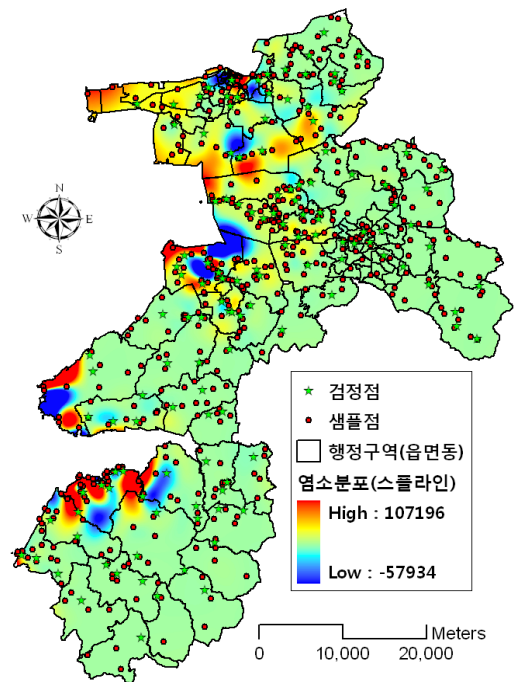 N
W E
S
검정점
샘플점
행정구역(읍면동)
염소분포(스플라인)
High : 107196
Low : -57934
Meters
0 10,000 20,000